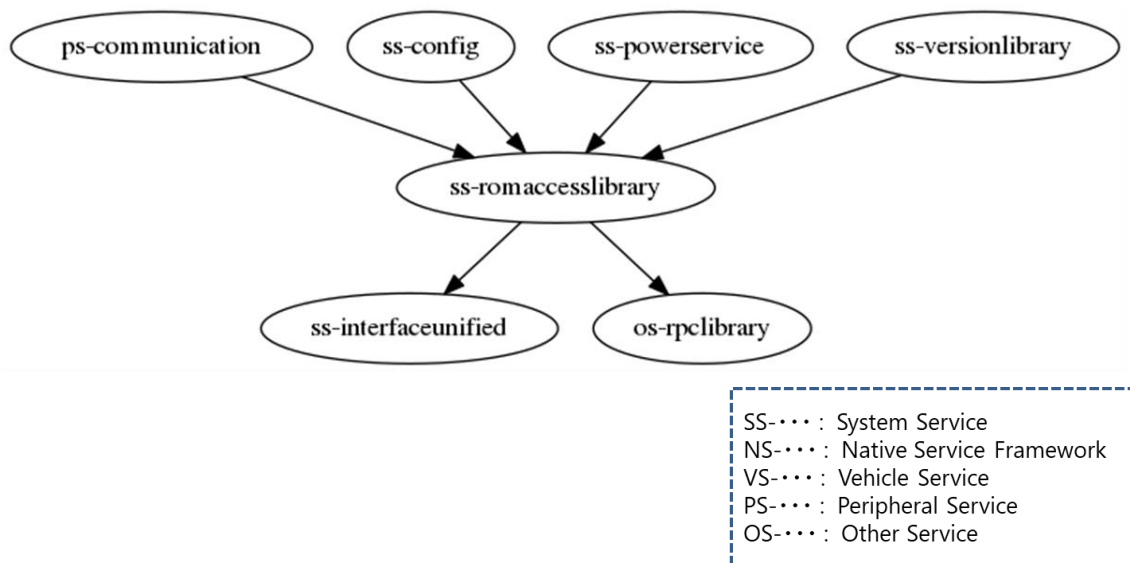 ps-communication ss-config ss-powerservice ss-versionlibrary
ss-romaccesslibrary
ss-interfaceunified os-rpclibrary
SS-··· : System Service
NS-··· : Native Service Framework
VS-··· : Vehicle Service
PS-··· : Peripheral Service
OS-··· : Other Service